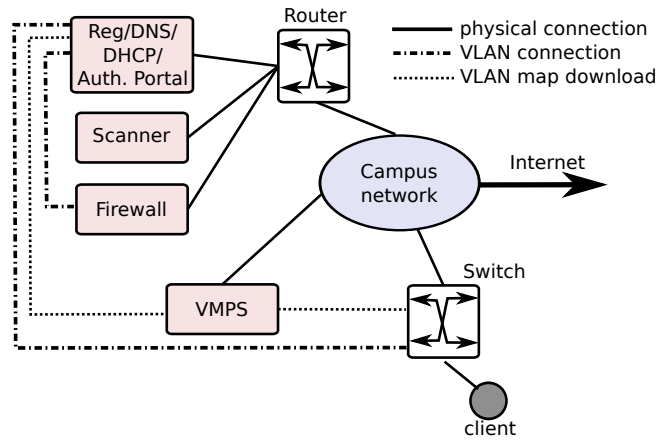 Router
physical connection
VLAN connection
VLAN map download
Reg/DNS/
DHCP/
Auth. Portal
Scanner
Firewall
Campus
network
Internet
VMPS
Switch
client